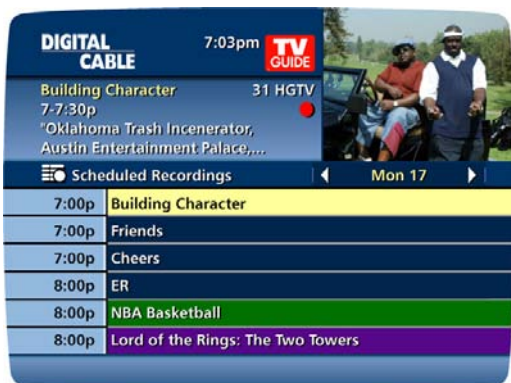 DIGITAL CABLE
7:03pm
TV GUIDE
Building Character 31 HGTV
7-7:30p
"Oklahoma Trash Incenerator,
Austin Entertainment Palace,...
Scheduled Recordings Mon 17
7:00p Building Character
7:00p Friends
7:00p Cheers
8:00p ER
8:00p NBA Basketball
8:00p Lord of the Rings: The Two Towers